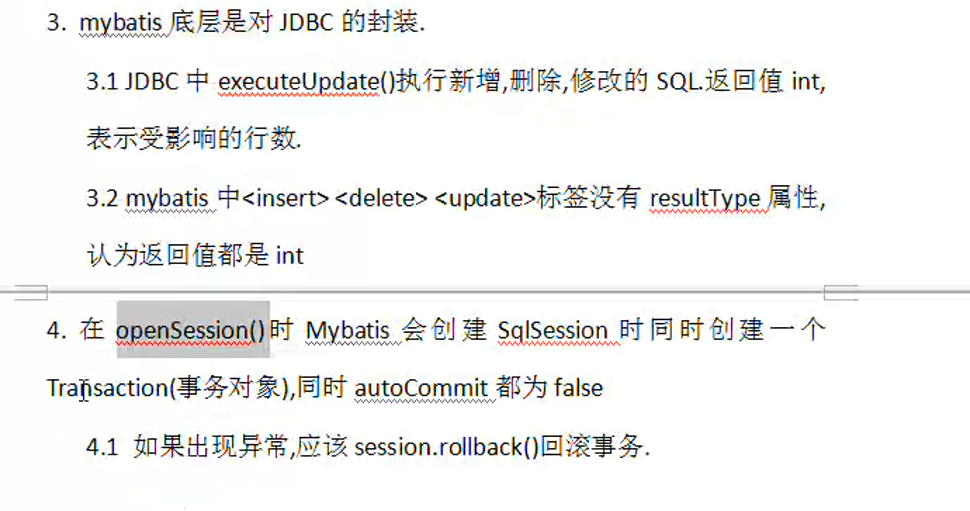 3. mybatis 底层是对 JDBC 的封装.
3.1 JDBC 中 executeUpdate()执行新增,删除,修改的 SQL.返回值 int,
表示受影响的行数.
3.2 mybatis 中<insert> <delete> <update>标签没有 resultType 属性,
认为返回值都是 int
4. 在 openSession()时 Mybatis 会创建 SqlSession 时同时创建一个
Transaction(事务对象),同时 autoCommit 都为 false
4.1 如果出现异常,应该 session.rollback()回滚事务.